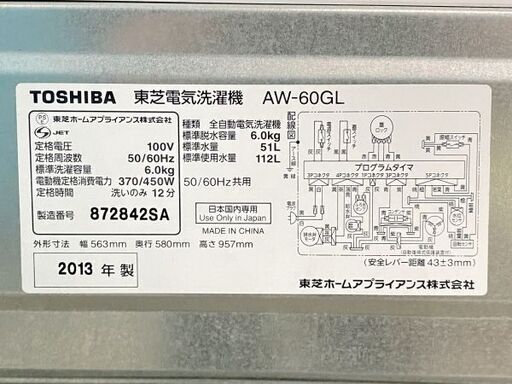 TOSHIBA 東芝電気洗濯機 AW-60GL
PS
E
東芝ホームアプライアンス株式会社
JET
定格電圧 100V
定格周波数 50/60Hz
標準洗濯容量 6.0kg
電動機定格消費電力 370/450W
定格時間 洗いのみ 12分
製造番号 872842SA
種類 全自動電気洗濯機
標準脱水容量 6.0kg
標準水量 51L
標準使用水量 112L
50/60Hz共用
日本国内専用
Use Only in Japan
MADE IN CHINA
外形寸法 幅 563mm 奥行 580mm 高さ 957mm
2013 年製
配線図
蓋
ロック
プログラムタイマ
(安全レバー距離 43±3mm)
東芝ホームアプライアンス株式会社